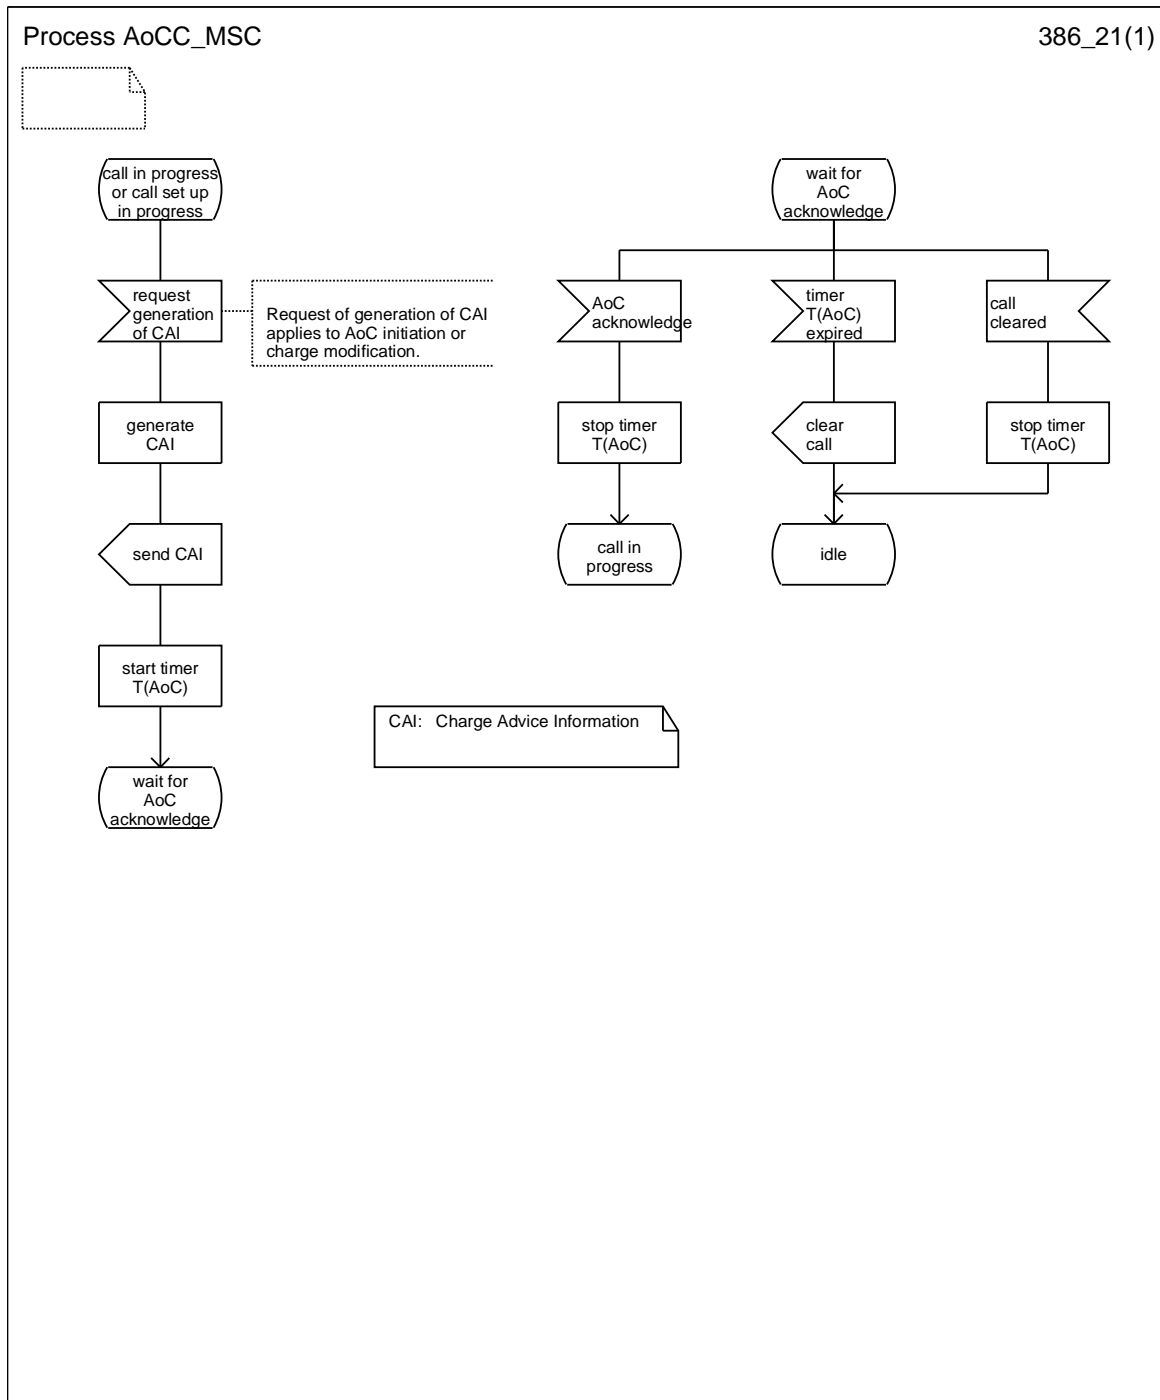 Process AoCC_MSC
386_21(1)
call in progress
or call set up
in progress
request
generation
of CAI
Request of generation of CAI
applies to AoC initiation or
charge modification.
generate
CAI
send CAI
start timer
T(AoC)
wait for
AoC
acknowledge
wait for
AoC
acknowledge
AoC
acknowledge
timer
T(AoC)
expired
call
cleared
stop timer
T(AoC)
clear
call
stop timer
T(AoC)
call in
progress
idle
CAI: Charge Advice Information